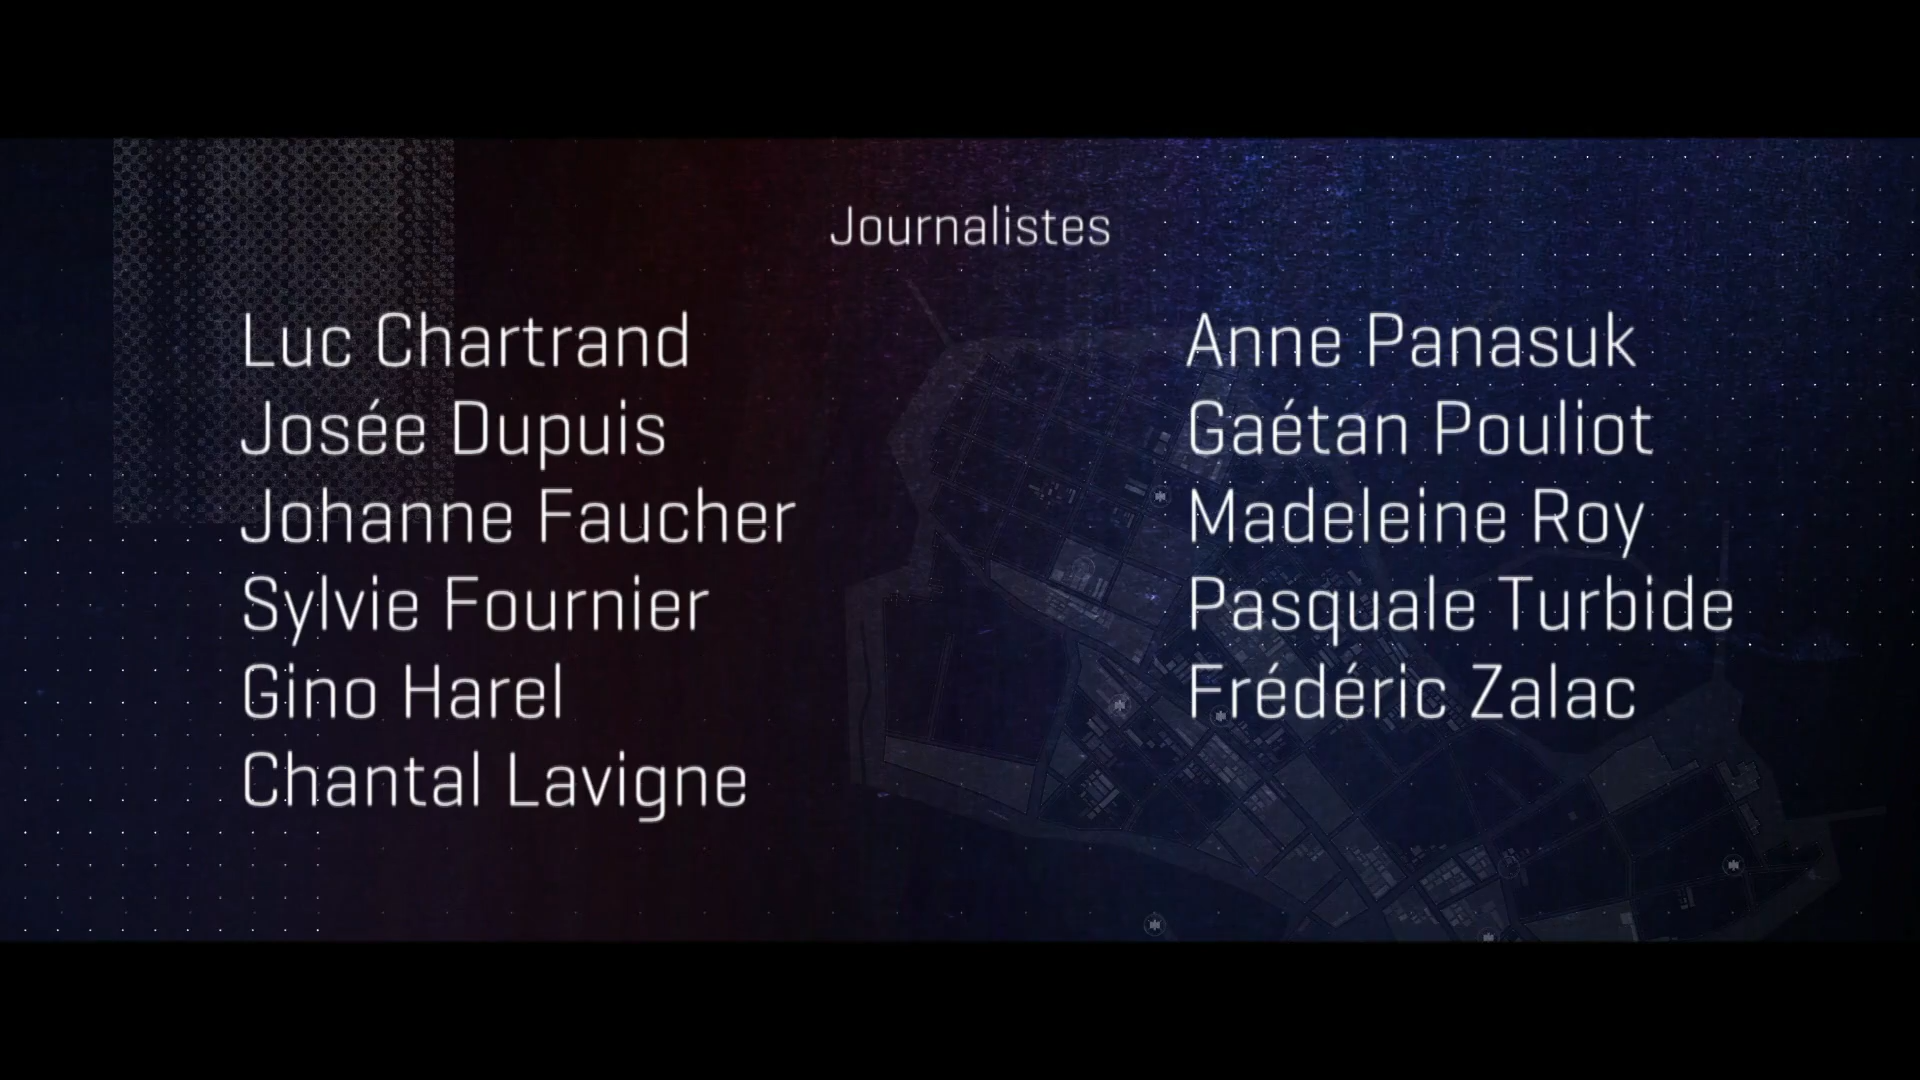 Journalistes
Luc Chartrand
Josée Dupuis
Johanne Faucher
Sylvie Fournier
Gino Harel
Chantal Lavigne
Anne Panasuk
Gaétan Pouliot
Madeleine Roy
Pasquale Turbide
Frédéric Zalac